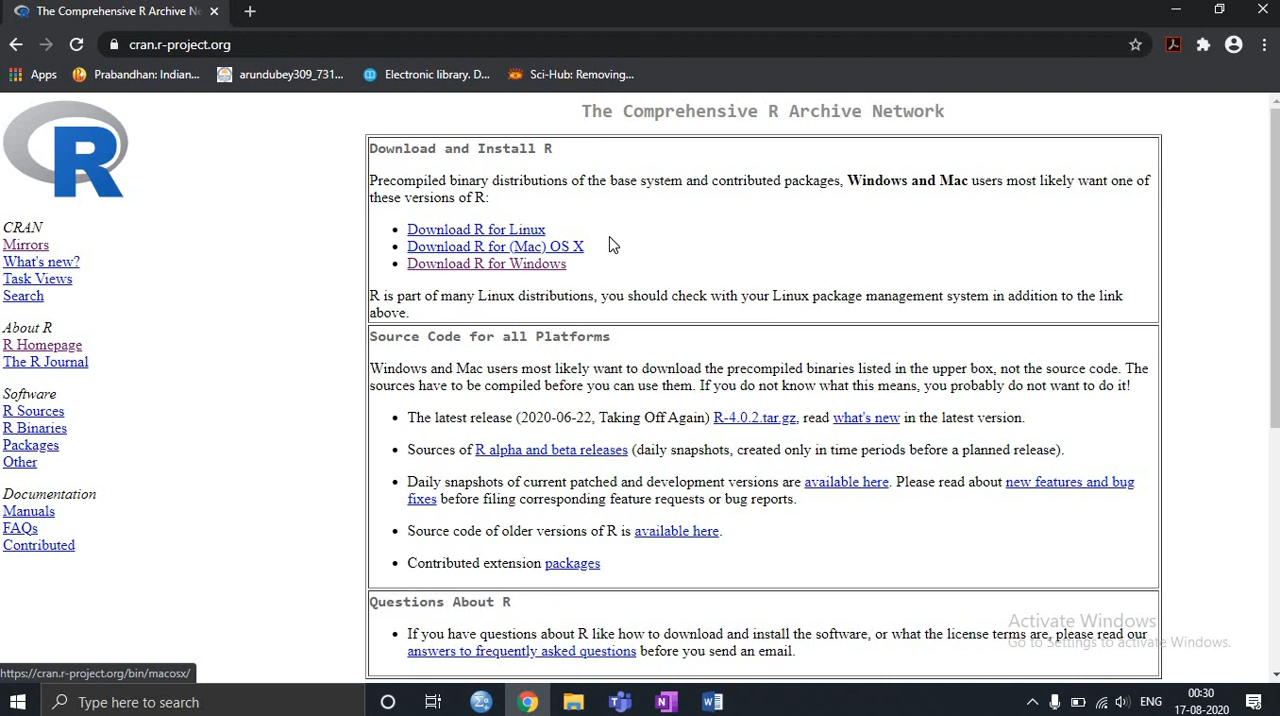 The Comprehensive R Archive Ne
cran.r-project.org
Apps
Prabandhan: Indian...
arundubey309_731...
Electronic library. D...
Sci-Hub: Removing...
R
The Comprehensive R Archive Network
Download and Install R
Precompiled binary distributions of the base system and contributed packages, Windows and Mac users most likely want one of
these versions of R:
Download R for Linux
Download R for (Mac) OS X
Download R for Windows
R is part of many Linux distributions, you should check with your Linux package management system in addition to the link
above.
Source Code for all Platforms
Windows and Mac users most likely want to download the precompiled binaries listed in the upper box, not the source code. The
sources have to be compiled before you can use them. If you do not know what this means, you probably do not want to do it!
The latest release (2020-06-22, Taking Off Again) R-4.0.2.tar.gz, read what's new in the latest version.
Sources of R alpha and beta releases (daily snapshots, created only in time periods before a planned release).
Daily snapshots of current patched and development versions are available here. Please read about new features and bug
fixes before filing corresponding feature requests or bug reports.
Source code of older versions of R is available here.
Contributed extension packages
Questions About R
If you have questions about R like how to download and install the software, or what the license terms are, please read our
answers to frequently asked questions before you send an email.
CRAN
Mirrors
What's new?
Task Views
Search
About R
R Homepage
The R Journal
Software
R Sources
R Binaries
Packages
Other
Documentation
Manuals
FAQs
Contributed
Activate Windows
Go to Settings to activate Windows.
https://cran.r-project.org/bin/macosx/
Type here to search
ENG
00:30
17-08-2020